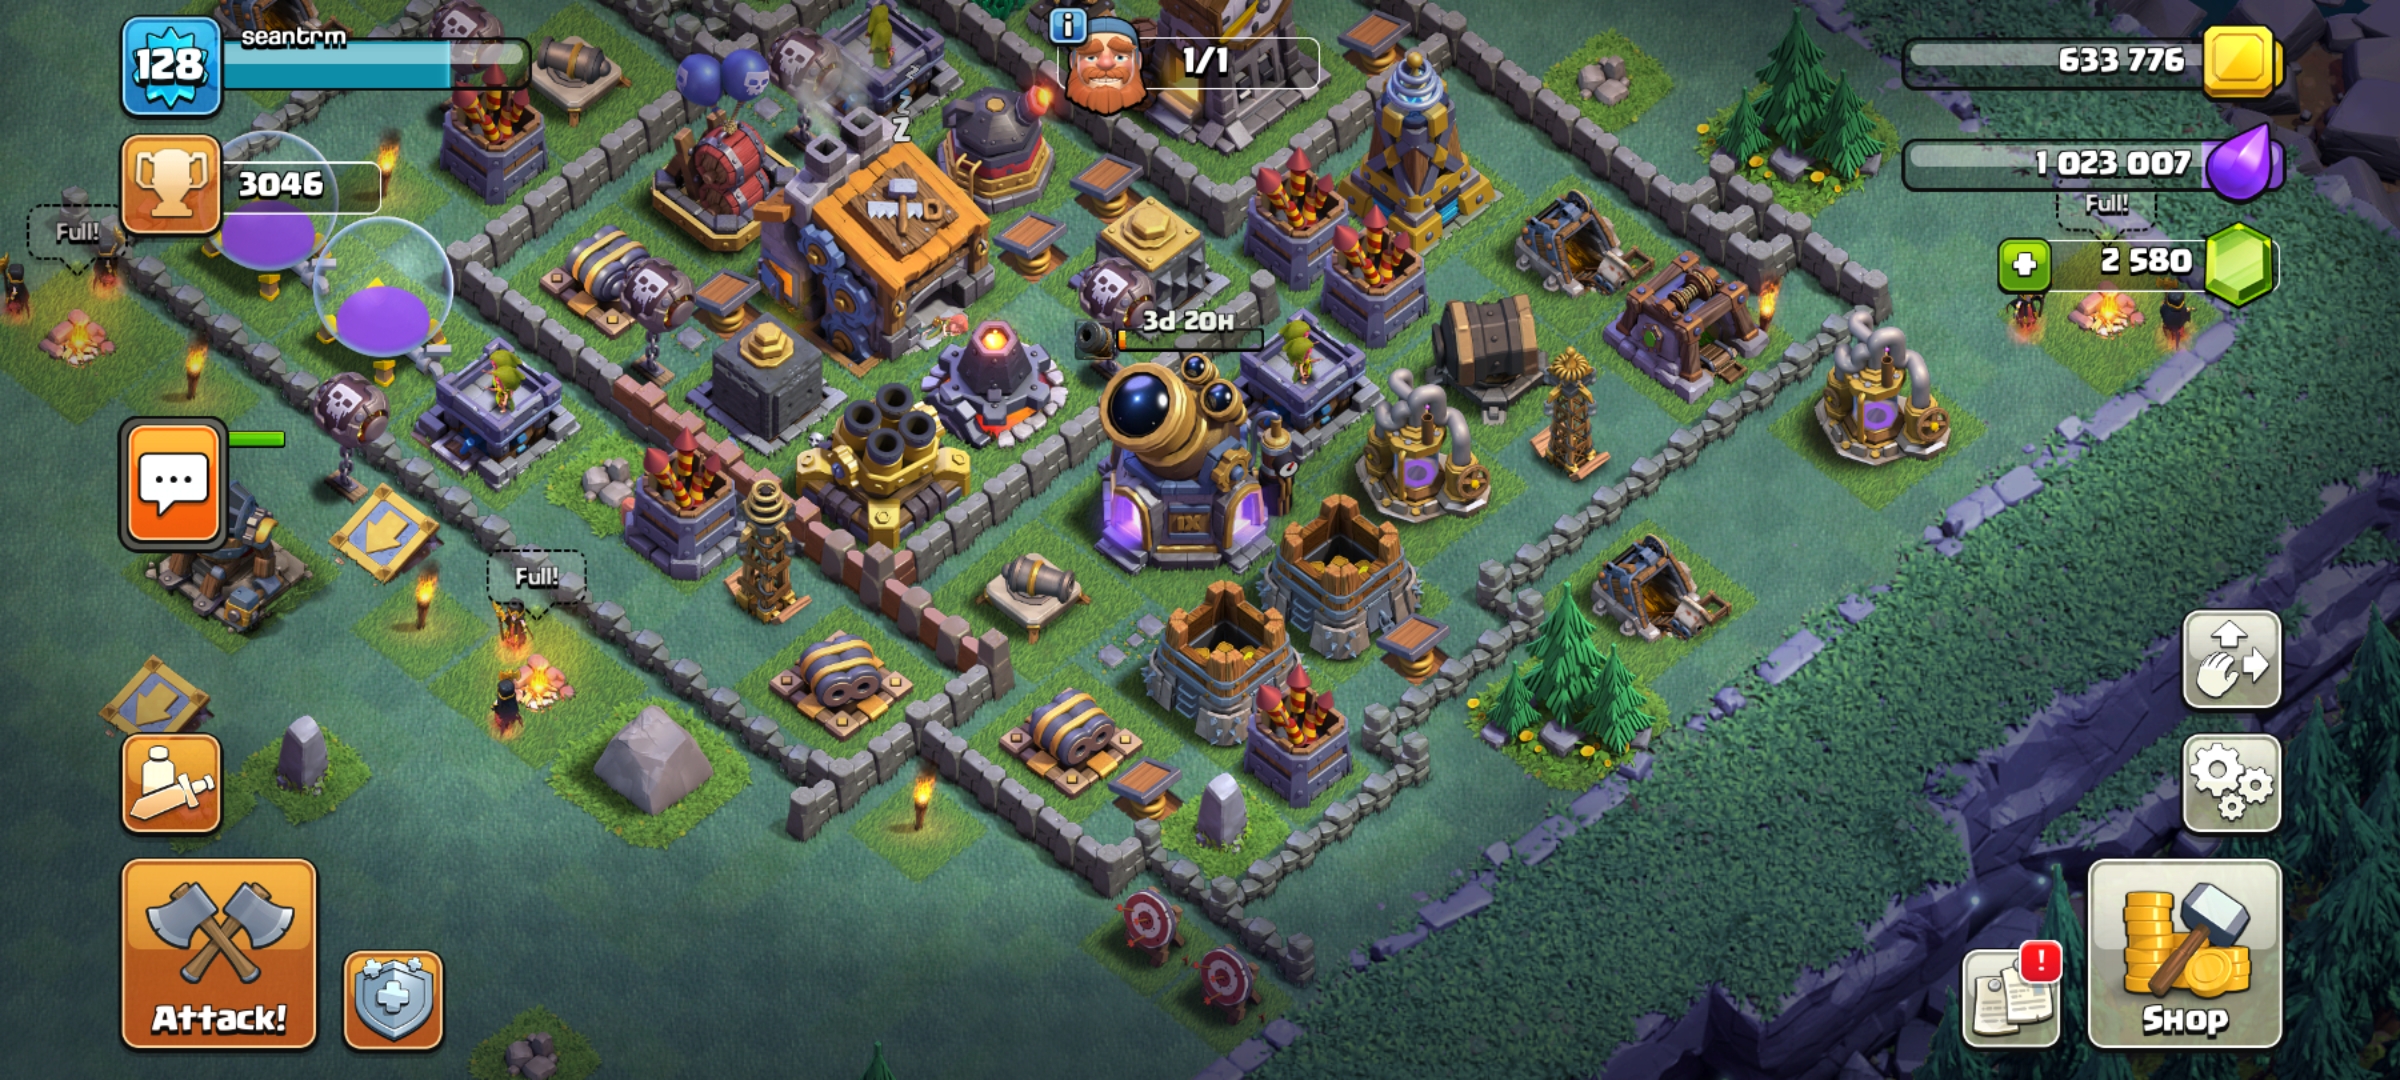 128
seantrm
i
1/1
633 776
3046
1 023 007
Full!
Full!
z
z
Z
2 580
3d 20H
Full!
IX
Attack!
!
Shop